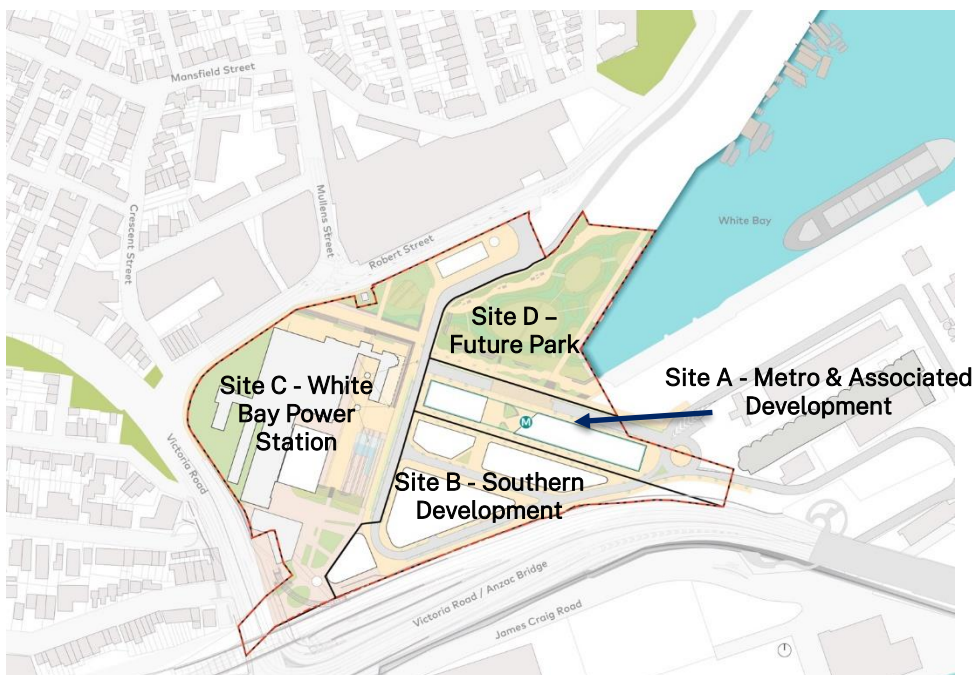 Mansfield Street
Crescent Street
Mullens Street
Robert Street
White Bay
Site D –
Future Park
Site C - White
Bay Power
Station
Site A - Metro & Associated
Development
M
Site B - Southern
Development
Victoria Road
Victoria Road / Anzac Bridge
James Craig Road